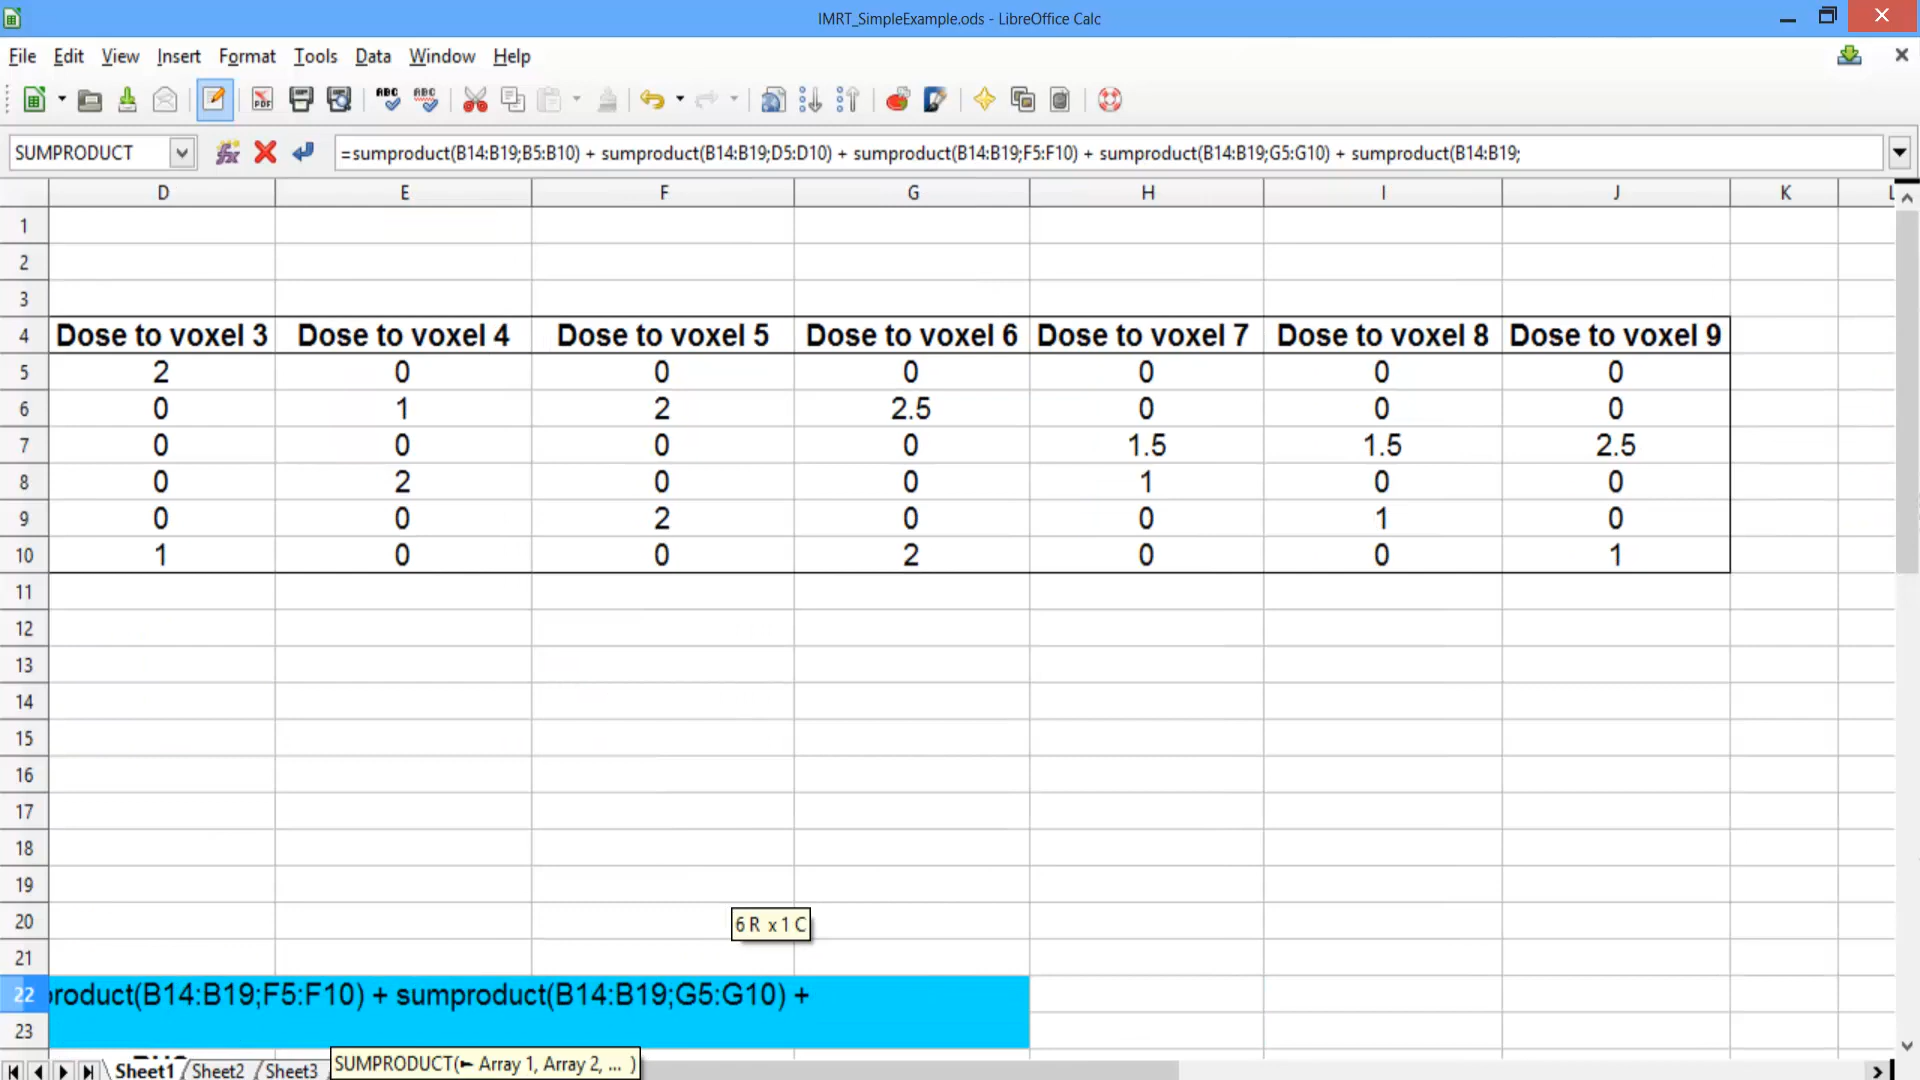 IMRT_SimpleExample.ods - LibreOffice Calc
File Edit View Insert Format Tools Data Window Help
PDF ABC ABC
SUMPRODUCT =sumproduct(B14:B19;B5:B10) + sumproduct(B14:B19;D5:D10) + sumproduct(B14:B19;F5:F10) + sumproduct(B14:B19;G5:G10) + sumproduct(B14:B19;
D E F G H I J K L
1
2
3
4 Dose to voxel 3 Dose to voxel 4 Dose to voxel 5 Dose to voxel 6 Dose to voxel 7 Dose to voxel 8 Dose to voxel 9
5 2 0 0 0 0 0 0
6 0 1 2 2.5 0 0 0
7 0 0 0 0 1.5 1.5 2.5
8 0 2 0 0 1 0 0
9 0 0 2 0 0 1 0
10 1 0 0 2 0 0 1
11
12
13
14
15
16
17
18
19
20 6 R x 1 C
21
22 product(B14:B19;F5:F10) + sumproduct(B14:B19;G5:G10) +
23
Sheet1 Sheet2 Sheet3 SUMPRODUCT( Array 1, Array 2, ... )